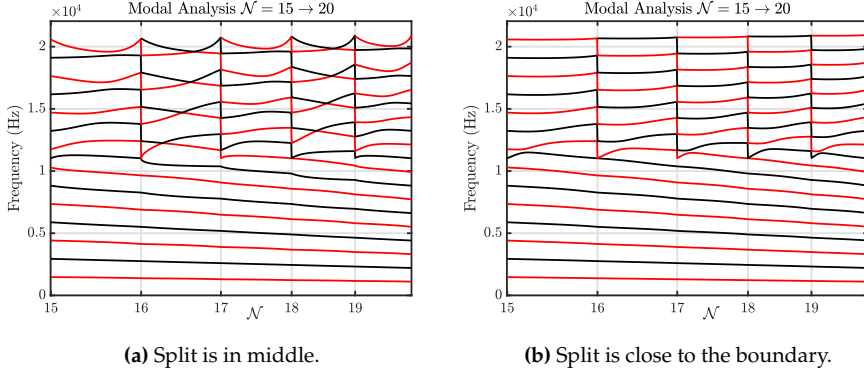 Modal Analysis 𝒩 = 15 → 20
×10⁴
2
1.5
1
0.5
0
Frequency (Hz)
15 16 17 18 19
𝒩
(a) Split is in middle.
Modal Analysis 𝒩 = 15 → 20
×10⁴
2
1.5
1
0.5
0
Frequency (Hz)
15 16 17 18 19
𝒩
(b) Split is close to the boundary.